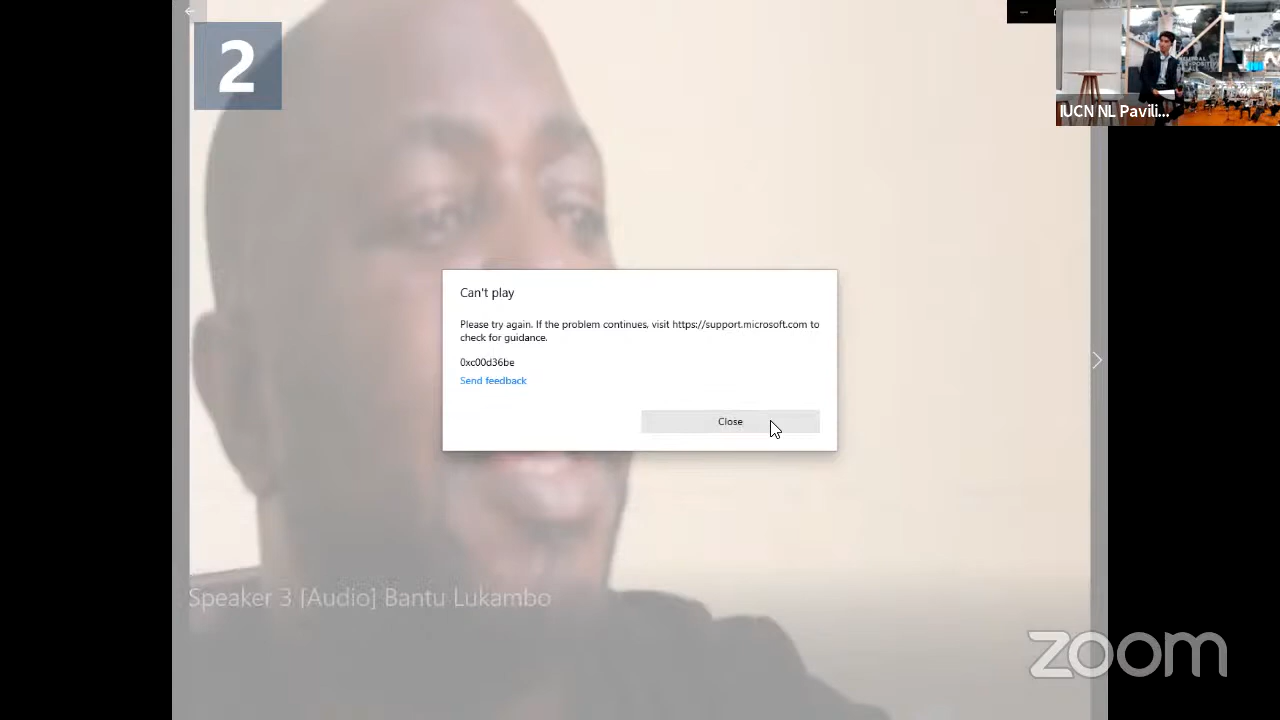 2
IUCN NL Pavili...
Can't play
Please try again. If the problem continues, visit https://support.microsoft.com to
check for guidance.
0xc00d36be
Send feedback
Close
Speaker 3 [Audio] Bantu Lukambo
zoom